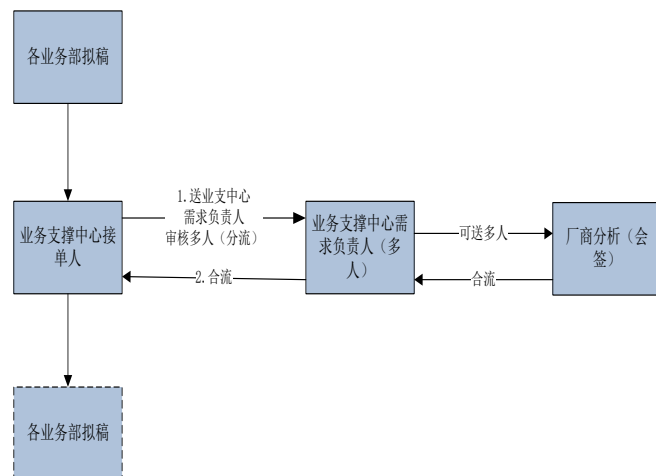 各业务部拟稿
1.送业支中心
需求负责人
审核多人（分流）
业务支撑中心接
单人
业务支撑中心需
求负责人（多
人）
可送多人
厂商分析（会
签）
2.合流
合流
各业务部拟稿